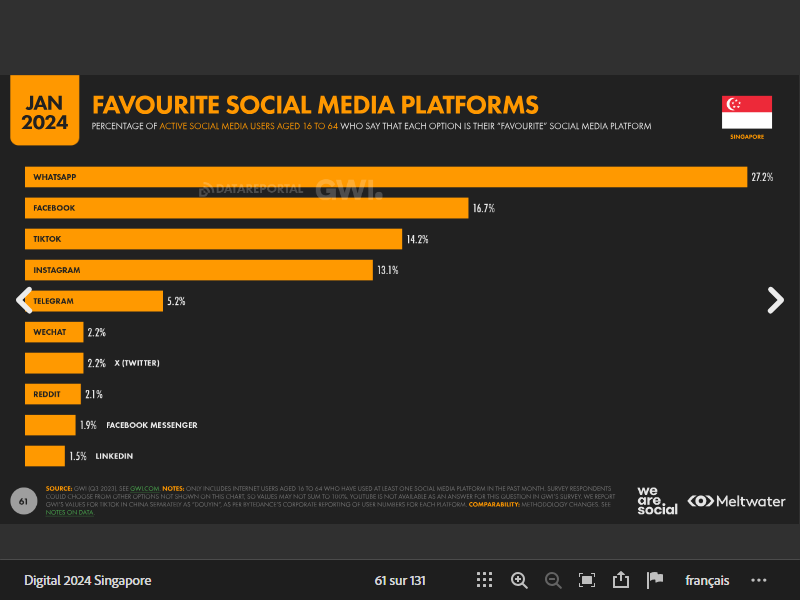 JAN
2024
FAVOURITE SOCIAL MEDIA PLATFORMS
PERCENTAGE OF ACTIVE SOCIAL MEDIA USERS AGED 16 TO 64 WHO SAY THAT EACH OPTION IS THEIR "FAVOURITE" SOCIAL MEDIA PLATFORM
SINGAPORE
WHATSAPP 27.2%
DATAREPORTAL GWI.
FACEBOOK 16.7%
TIKTOK 14.2%
INSTAGRAM 13.1%
TELEGRAM 5.2%
WECHAT 2.2%
2.2% X (TWITTER)
REDDIT 2.1%
1.9% FACEBOOK MESSENGER
1.5% LINKEDIN
61
SOURCE: GWI (Q3 2023). SEE GWI.COM. NOTES: ONLY INCLUDES INTERNET USERS AGED 16 TO 64 WHO HAVE USED AT LEAST ONE SOCIAL MEDIA PLATFORM IN THE PAST MONTH. SURVEY RESPONDENTS
COULD CHOOSE FROM OTHER OPTIONS NOT SHOWN ON THIS CHART, SO VALUES MAY NOT SUM TO 100%. YOUTUBE IS NOT AVAILABLE AS AN ANSWER FOR THIS QUESTION IN GWI'S SURVEY. WE REPORT
GWI'S VALUES FOR TIKTOK IN CHINA SEPARATELY AS "DOUYIN", AS PER BYTEDANCE'S CORPORATE REPORTING OF USER NUMBERS FOR EACH PLATFORM. COMPARABILITY: METHODOLOGY CHANGES. SEE
NOTES ON DATA.
we
are.
social
Meltwater
Digital 2024 Singapore
61 sur 131
français